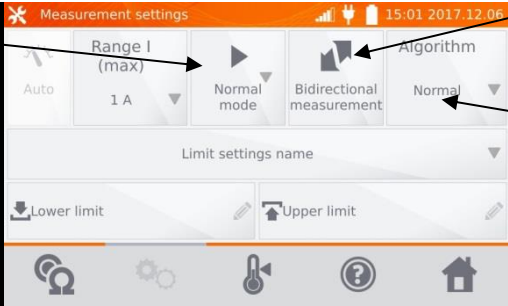 Measurement settings 15:01 2017.12.06
Auto
Range I
(max)
1 A
Normal
mode
Bidirectional
measurement
Algorithm
Normal
Limit settings name
Lower limit
Upper limit